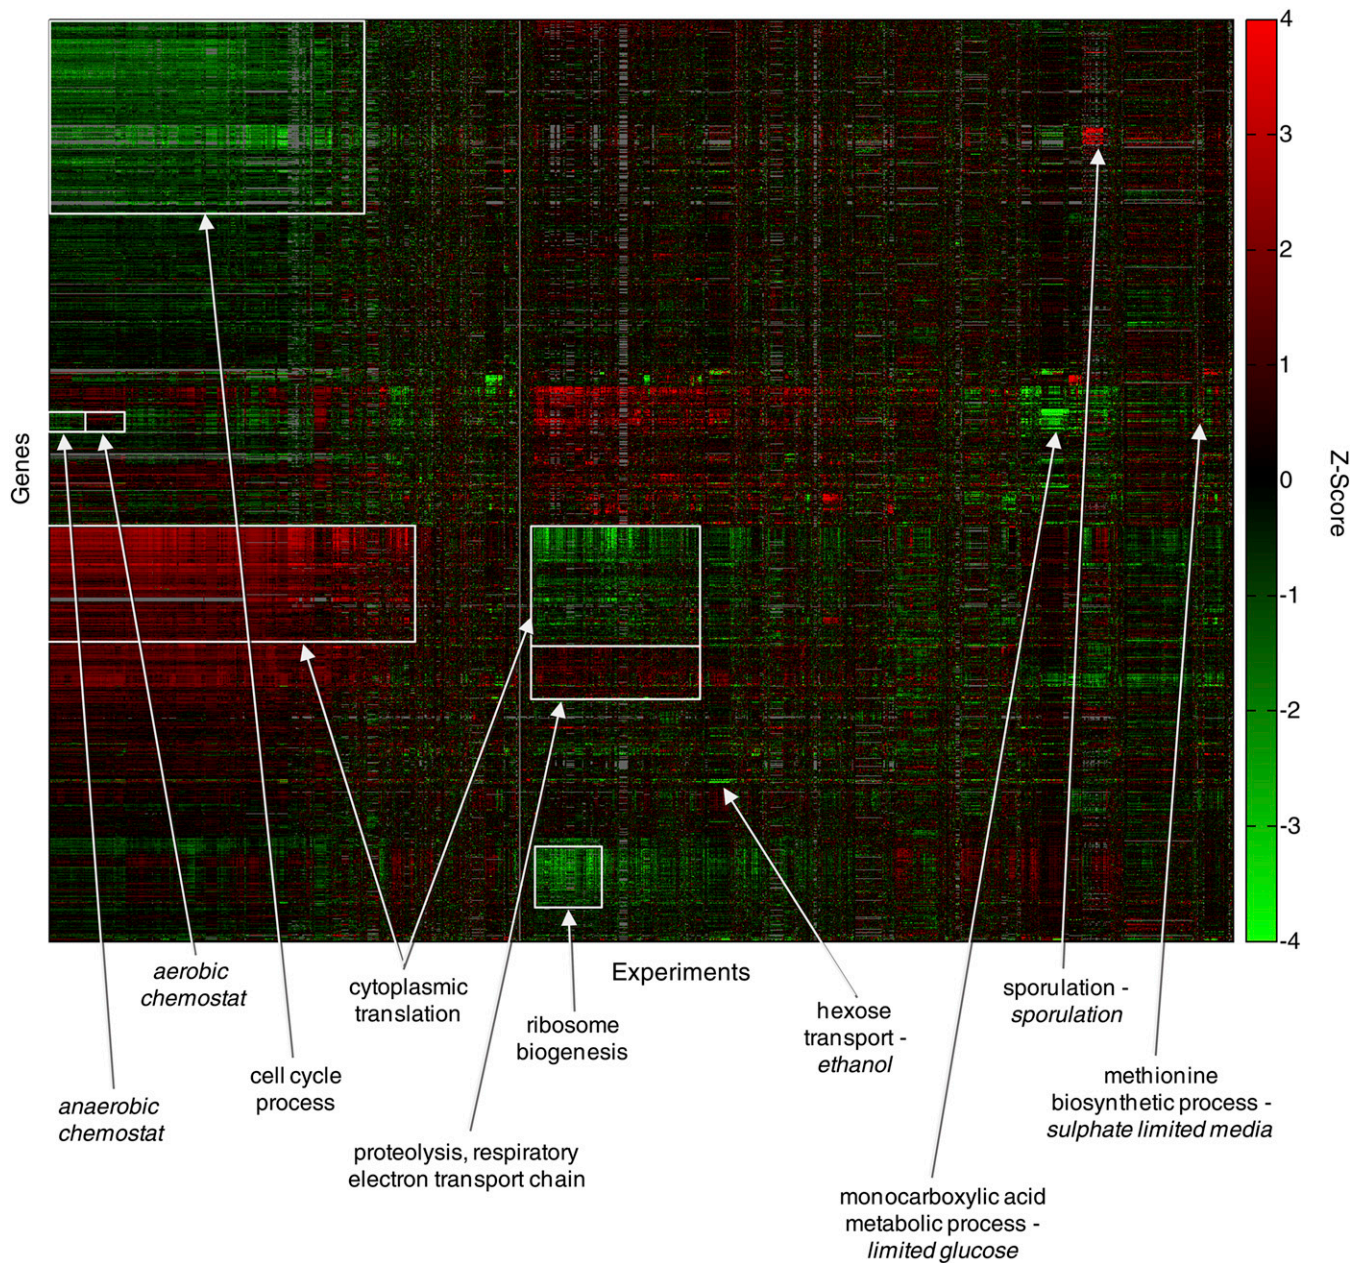 4
3
2
1
0
-1
-2
-3
-4
Z-Score
Genes
Experiments
aerobic
chemostat
anaerobic
chemostat
cell cycle
process
cytoplasmic
translation
proteolysis, respiratory
electron transport chain
ribosome
biogenesis
hexose
transport -
ethanol
monocarboxylic acid
metabolic process -
limited glucose
sporulation -
sporulation
methionine
biosynthetic process -
sulphate limited media